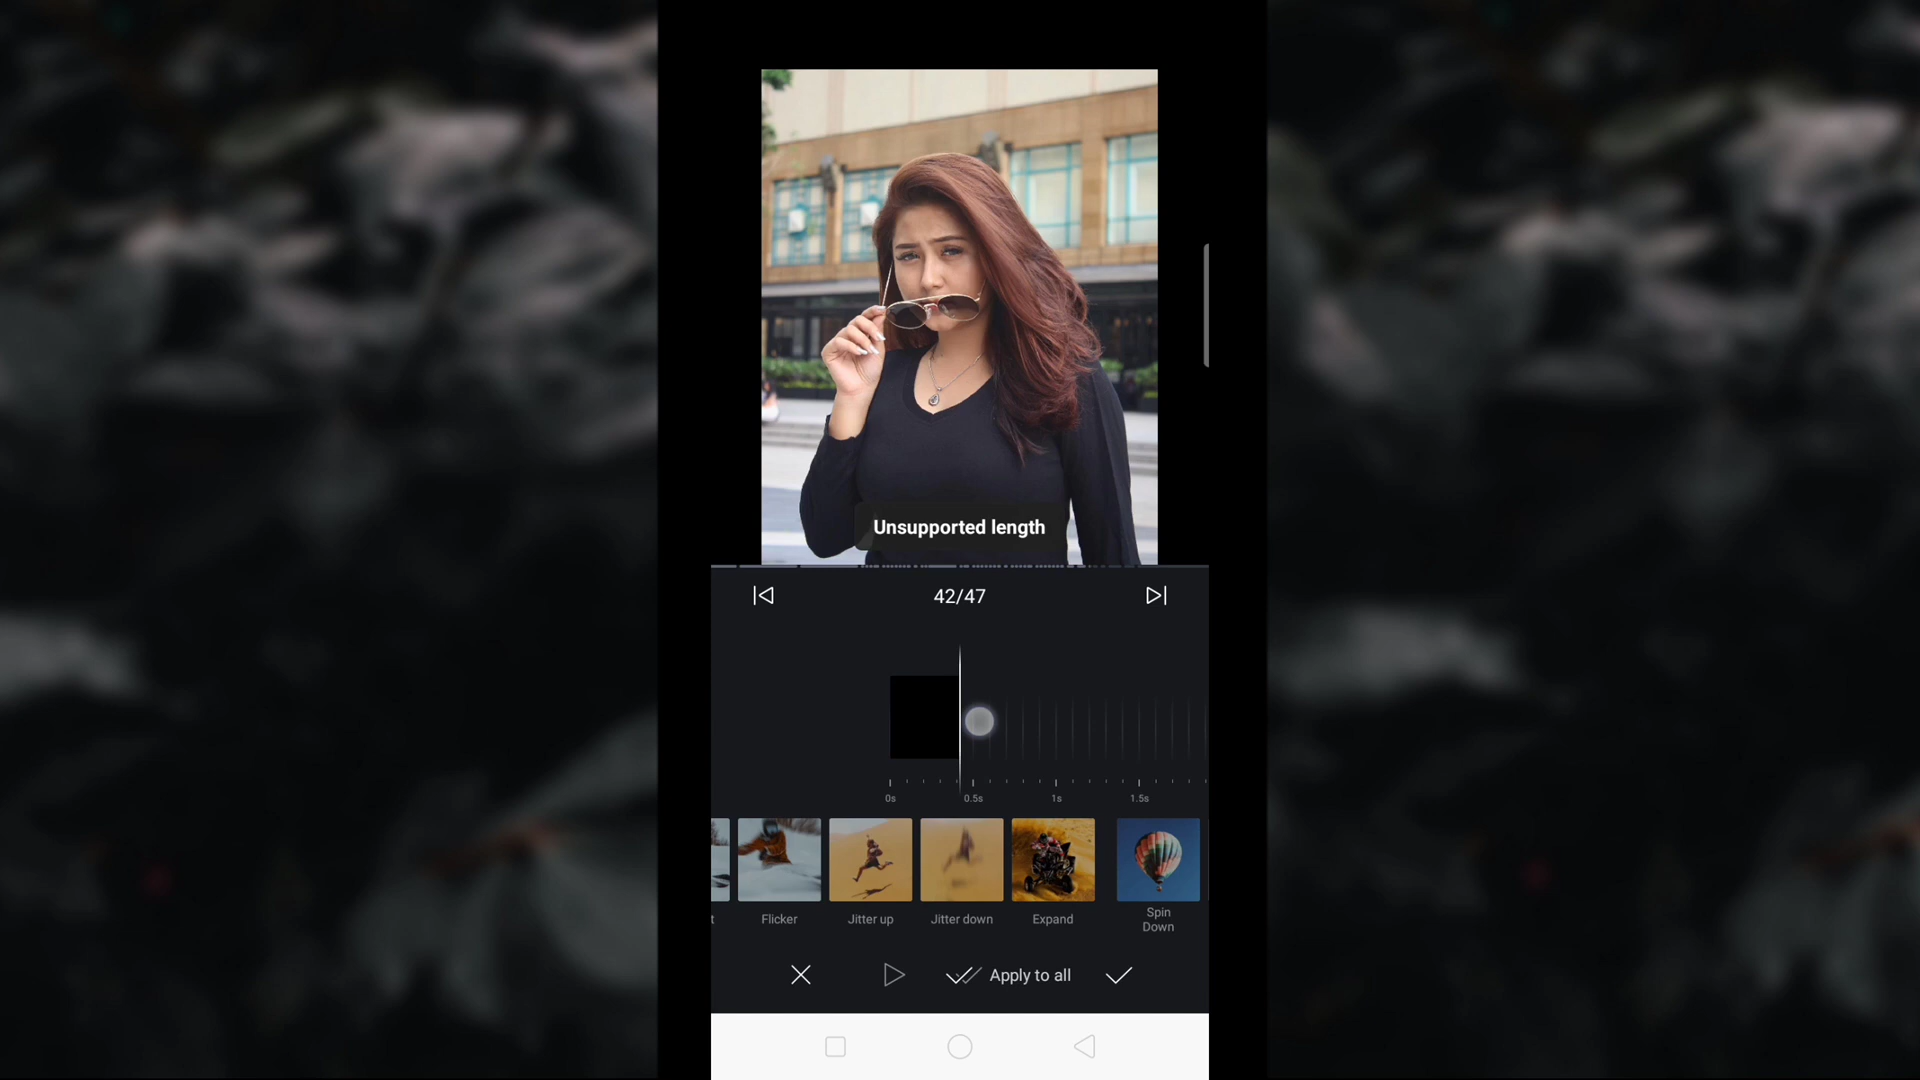 Unsupported length
42/47
0s 0.5s 1s 1.5s
t Flicker Jitter up Jitter down Expand Spin
Down
Apply to all